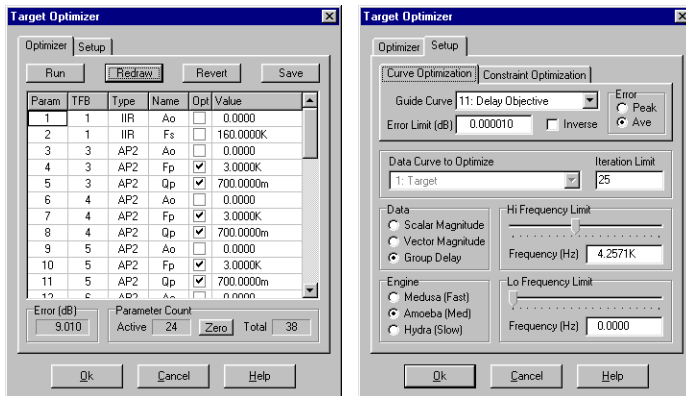 Target Optimizer
Optimizer Setup
Run Redraw Revert Save
Param TFB Type Name Opt Value
1 1 IIR Ao 0.0000
2 1 IIR Fs 160.0000K
3 3 AP2 Ao 0.0000
4 3 AP2 Fp 3.0000K
5 3 AP2 Qp 700.0000m
6 4 AP2 Ao 0.0000
7 4 AP2 Fp 3.0000K
8 4 AP2 Qp 700.0000m
9 5 AP2 Ao 0.0000
10 5 AP2 Fp 3.0000K
11 5 AP2 Qp 700.0000m
12 6 AP2 Ao 0.0000
Error (dB) Parameter Count
9.010 Active 24 Zero Total 38
Ok Cancel Help
Target Optimizer
Optimizer Setup
Curve Optimization Constraint Optimization
Guide Curve 11: Delay Objective
Error Limit (dB) 0.000010 Inverse
Error
Peak
Ave
Data Curve to Optimize Iteration Limit
1: Target 25
Data
Scalar Magnitude
Vector Magnitude
Group Delay
Hi Frequency Limit
Frequency (Hz) 4.2571K
Engine
Medusa (Fast)
Amoeba (Med)
Hydra (Slow)
Lo Frequency Limit
Frequency (Hz) 0.0000
Ok Cancel Help